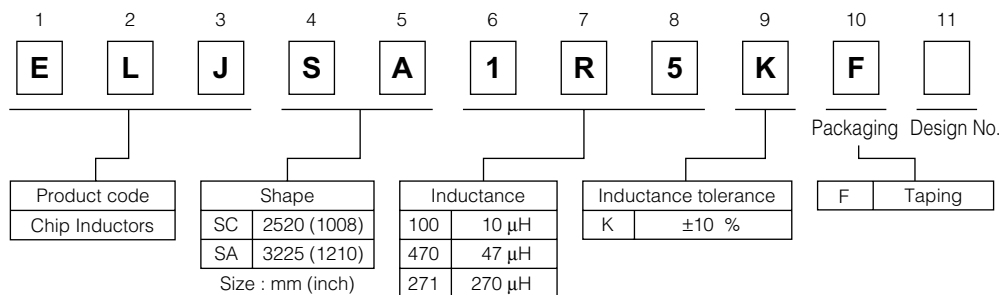 1 2 3 4 5 6 7 8 9 10 11
E L J S A 1 R 5 K F
Packaging Design No.
Product code Shape Inductance Inductance tolerance F Taping
Chip Inductors SC 2520 (1008) 100 10 μH K ±10 %
SA 3225 (1210) 470 47 μH
Size : mm (inch) 271 270 μH